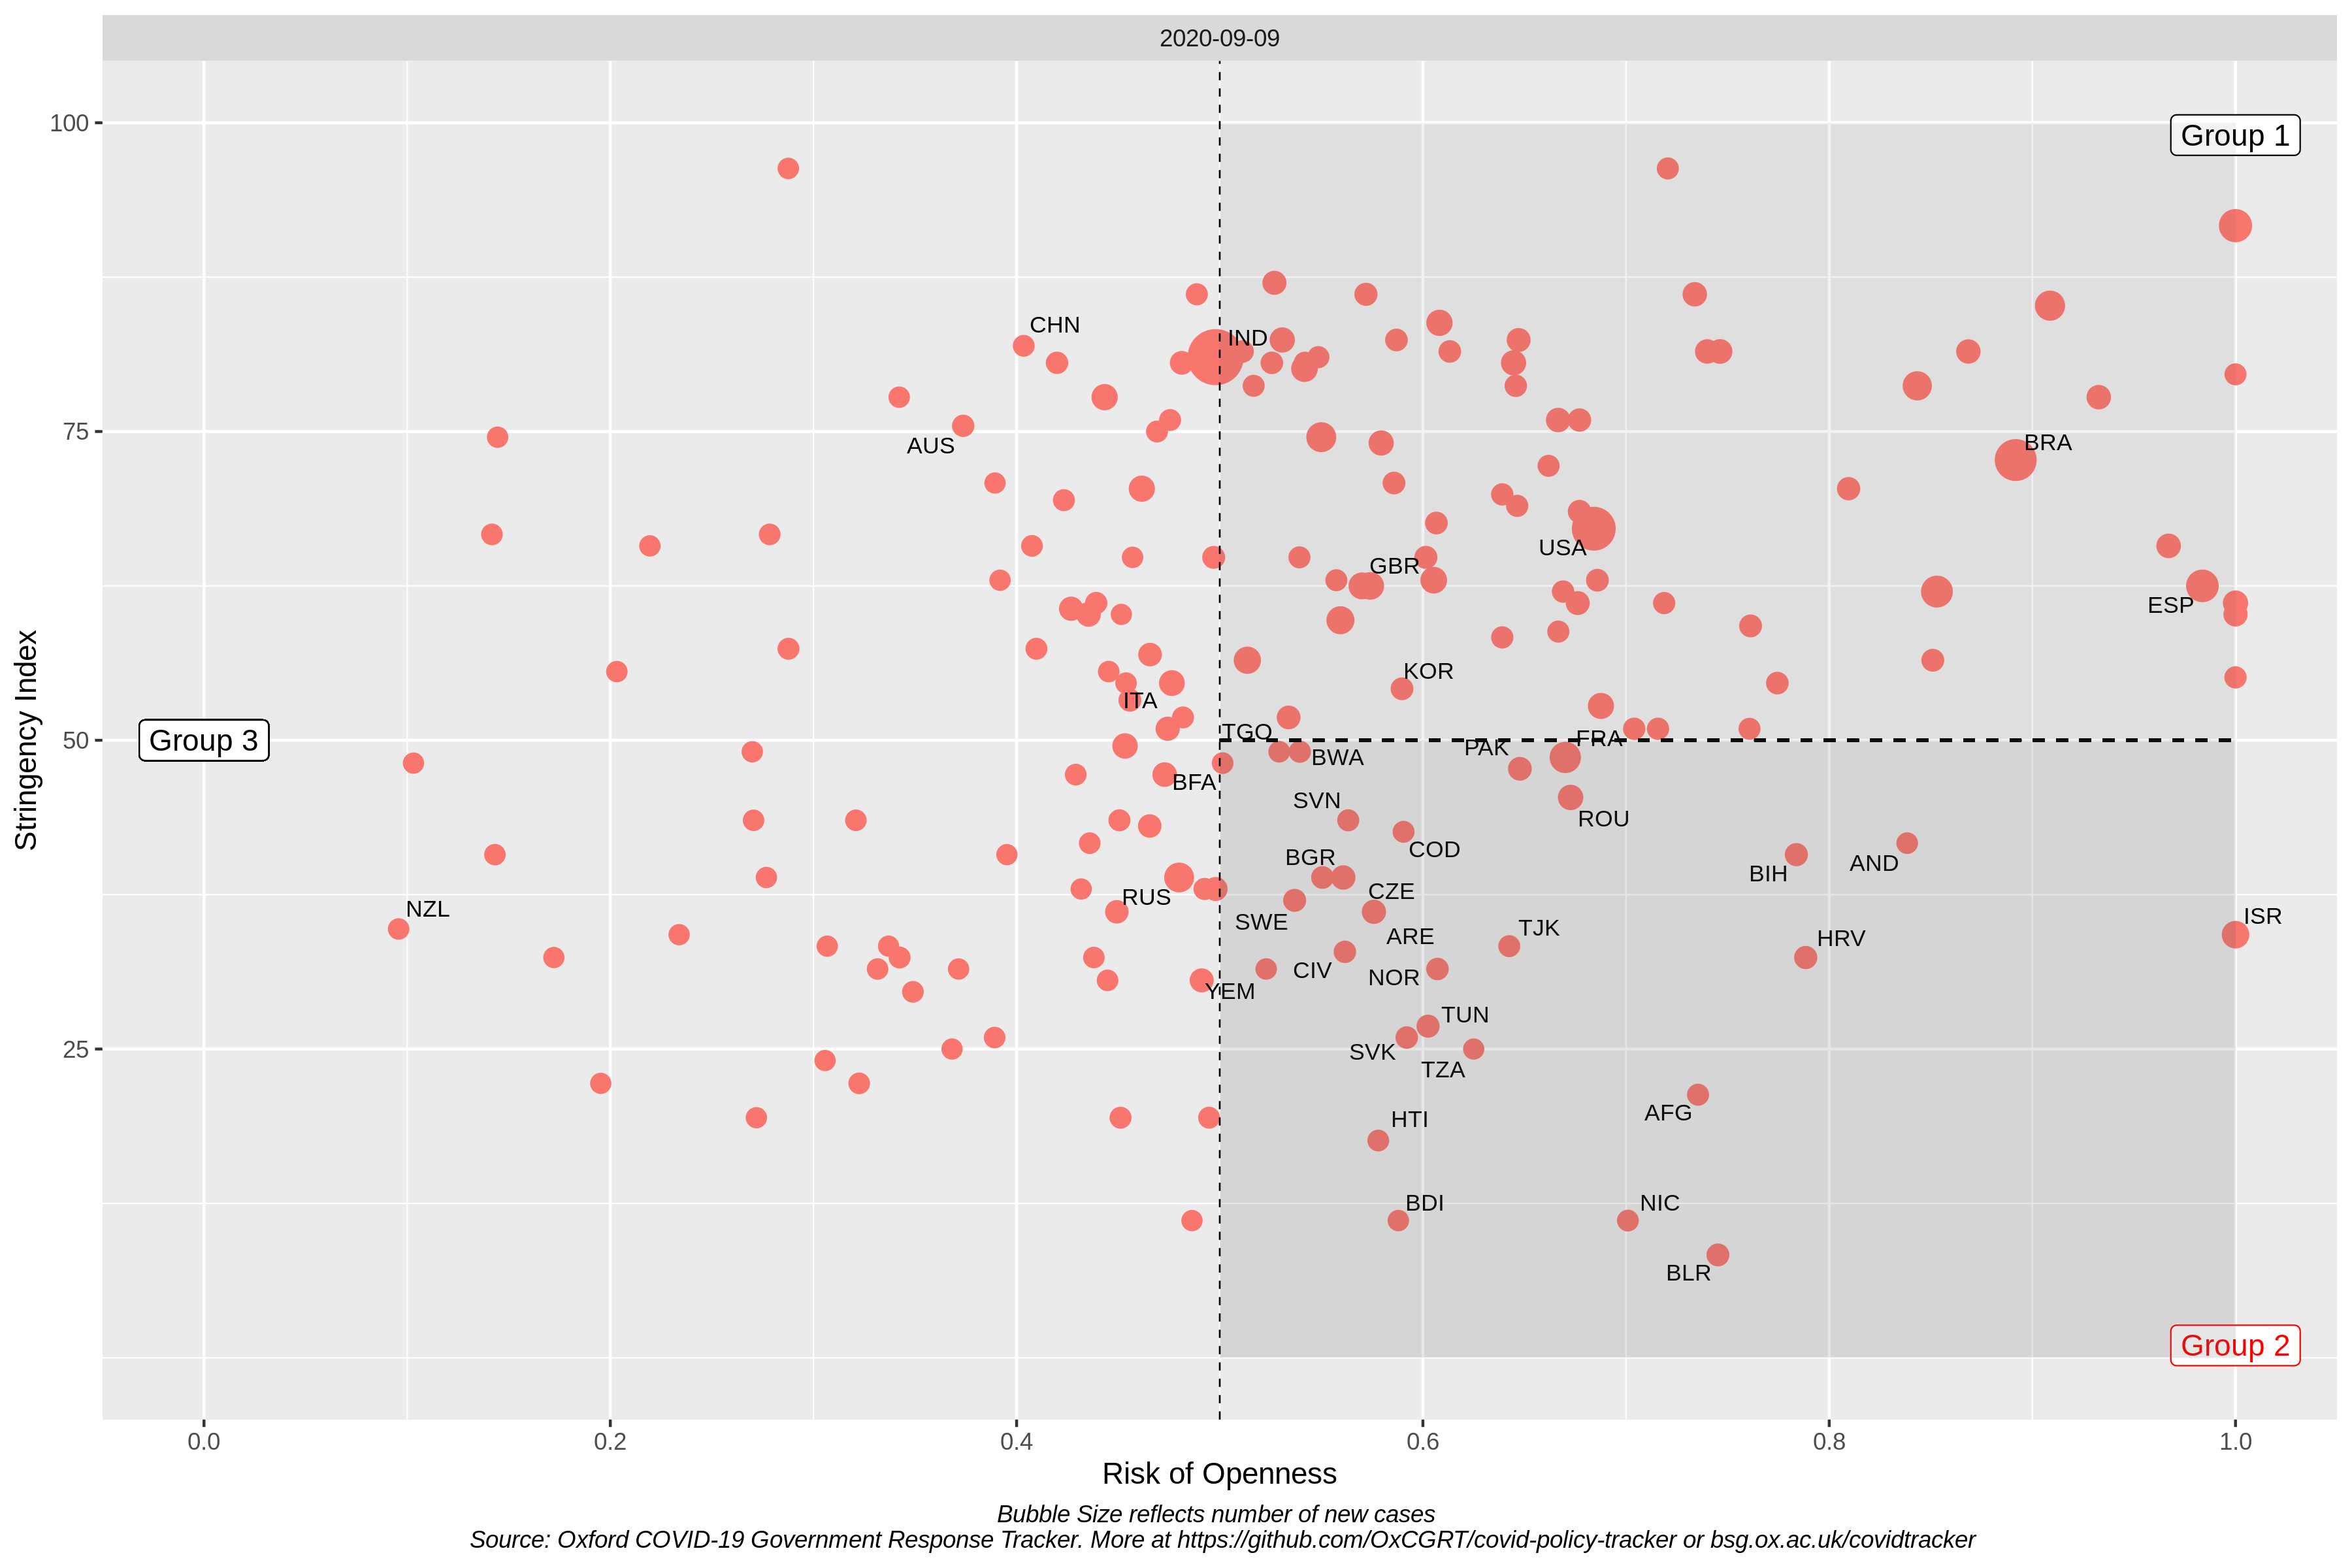 2020-09-09
100
Group 1
IND
CHN
75
AUS
BRA
USA
GBR
ESP
Stringency Index
KOR
ITA
TGO
FRA
50
Group 3
PAK
BWA
BFA
SVN
ROU
COD
BGR
AND
BIH
CZE
RUS
NZL
ISR
SWE
TJK
ARE
HRV
CIV
NOR
YEM
TUN
25
SVK
TZA
AFG
HTI
BDI
NIC
BLR
Group 2
0.0
0.2
0.4
0.6
0.8
1.0
Risk of Openness
Bubble Size reflects number of new cases
Source: Oxford COVID-19 Government Response Tracker. More at https://github.com/OxCGRT/covid-policy-tracker or bsg.ox.ac.uk/covidtracker